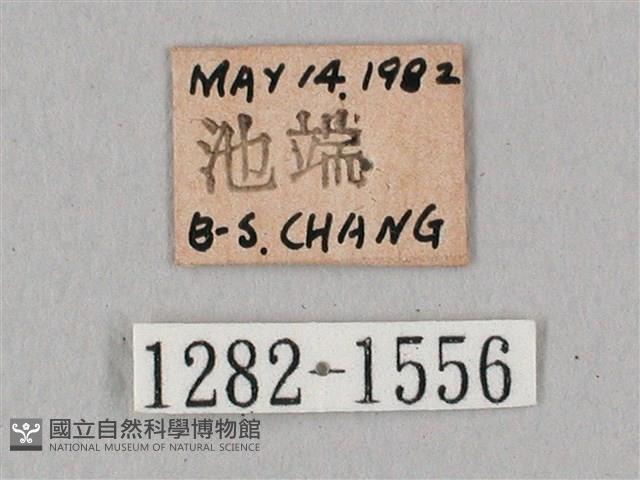 MAY 14. 1982
池端
B-S. CHANG
1282-1556
國立自然科學博物館
NATIONAL MUSEUM OF NATURAL SCIENCE